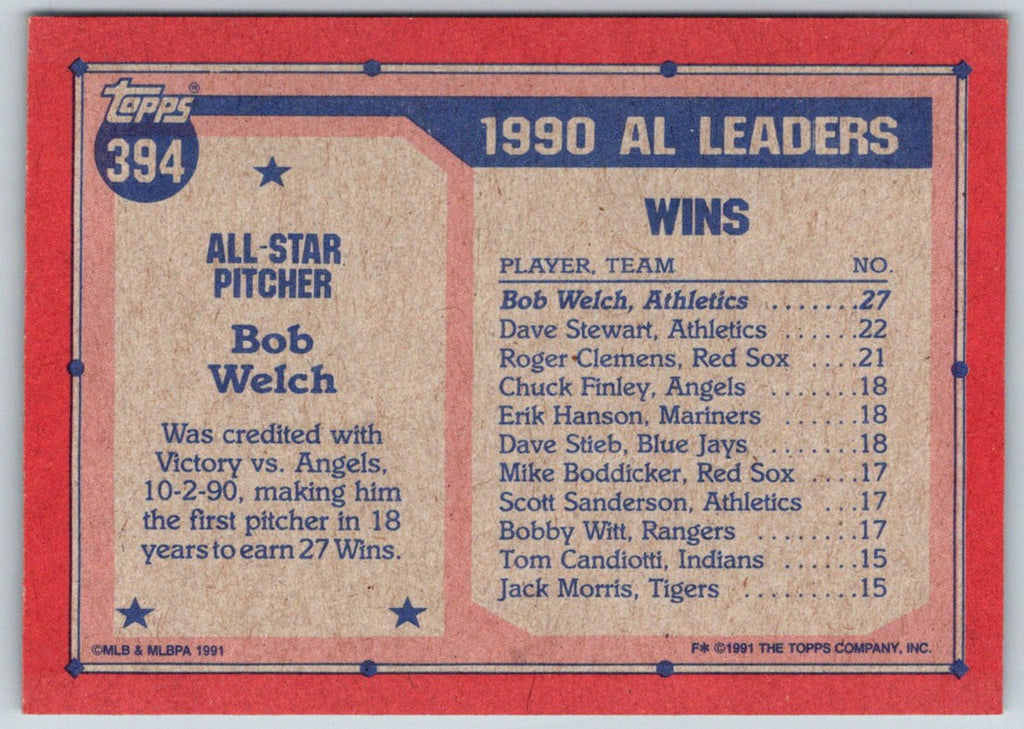 Topps®
394
ALL-STAR
PITCHER
Bob
Welch
Was credited with
Victory vs. Angels,
10-2-90, making him
the first pitcher in 18
years to earn 27 Wins.
©MLB & MLBPA 1991
1990 AL LEADERS
WINS
PLAYER, TEAM NO.
Bob Welch, Athletics .......27
Dave Stewart, Athletics ......22
Roger Clemens, Red Sox ....21
Chuck Finley, Angels .......18
Erik Hanson, Mariners ......18
Dave Stieb, Blue Jays .......18
Mike Boddicker, Red Sox ....17
Scott Sanderson, Athletics ...17
Bobby Witt, Rangers ........17
Tom Candiotti, Indians ......15
Jack Morris, Tigers .........15
F* ©1991 THE TOPPS COMPANY, INC.